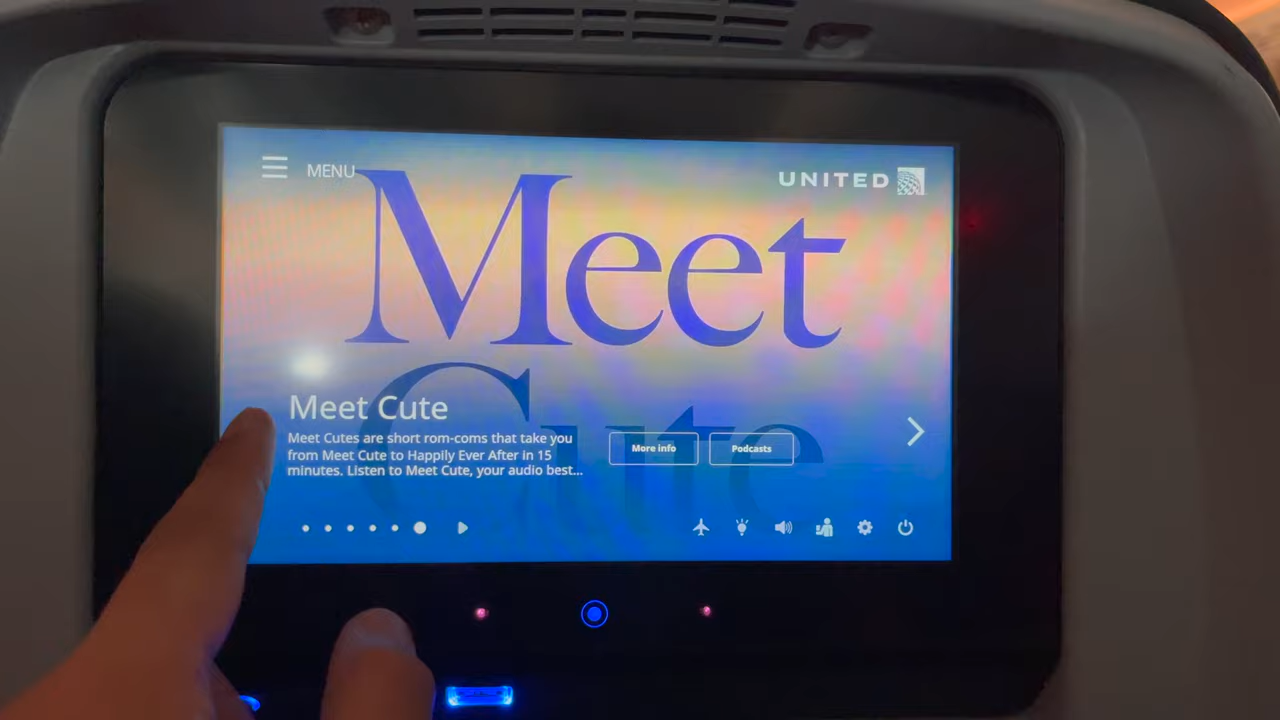 MENU
UNITED
Meet
Cute
Meet Cute
Meet Cutes are short rom-coms that take you
from Meet Cute to Happily Ever After in 15
minutes. Listen to Meet Cute, your audio best...
More info
Podcasts